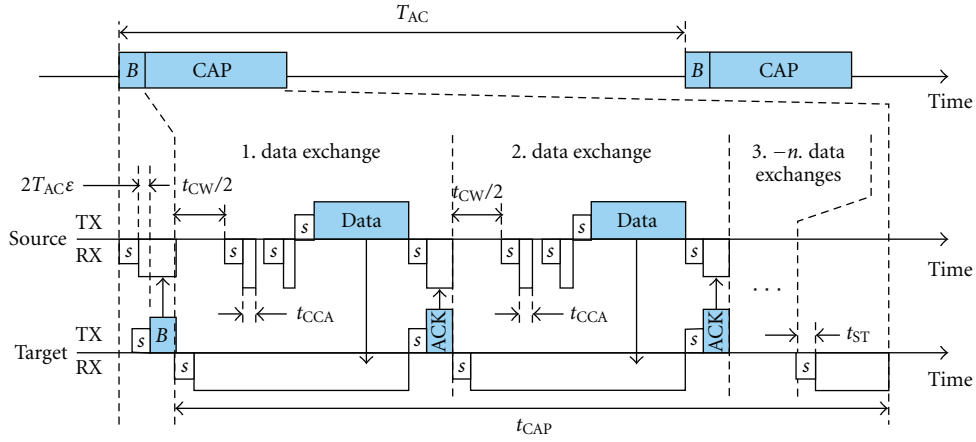 T_AC
B CAP B CAP
Time
1. data exchange 2. data exchange 3. −n. data
exchanges
2T_ACε t_CW/2 t_CW/2
TX Data Data
Source s s s s s s s s s
RX
Time
t_CCA t_CCA . . .
TX s B s ACK s ACK t_ST
Target
RX s s s
Time
t_CAP